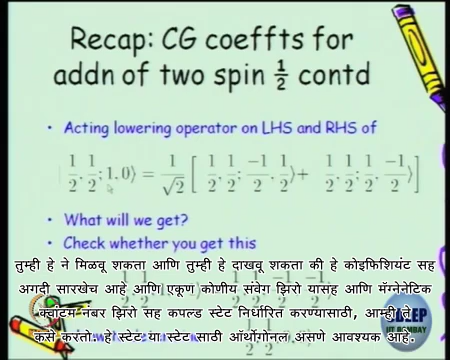 Recap: CG coeffts for
addn of two spin ½ contd
• Acting lowering operator on LHS and RHS of
|1/2, 1/2; 1, 0⟩ = 1/√2 [ 1/2, 1/2; -1/2, 1/2⟩ + 1/2, 1/2; 1/2, -1/2⟩ ]
• What will we get?
• Check whether you get this
तुम्ही हे ने मिळवू शकता आणि तुम्ही हे दाखवू शकता की हे कोइफिशियंट सह
अगदी सारखेच आहे आणि एकूण कोणीय संवेग झिरो यासह आणि मॅग्नेनेटिक
क्वांटम नंबर झिरो सह कपल्ड स्टेट निर्धारित करण्यासाठी, आम्ही ते
कसे करतो. हे स्टेट या स्टेट साठी ऑर्थोगोनल असणे आवश्यक आहे.
IIT BOMBAY